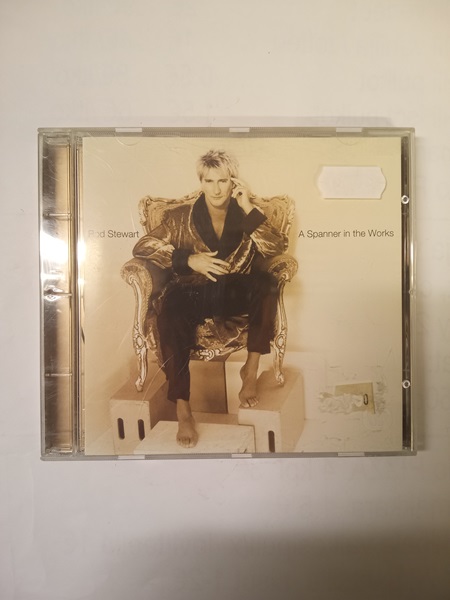 Rod Stewart
A Spanner in the Works